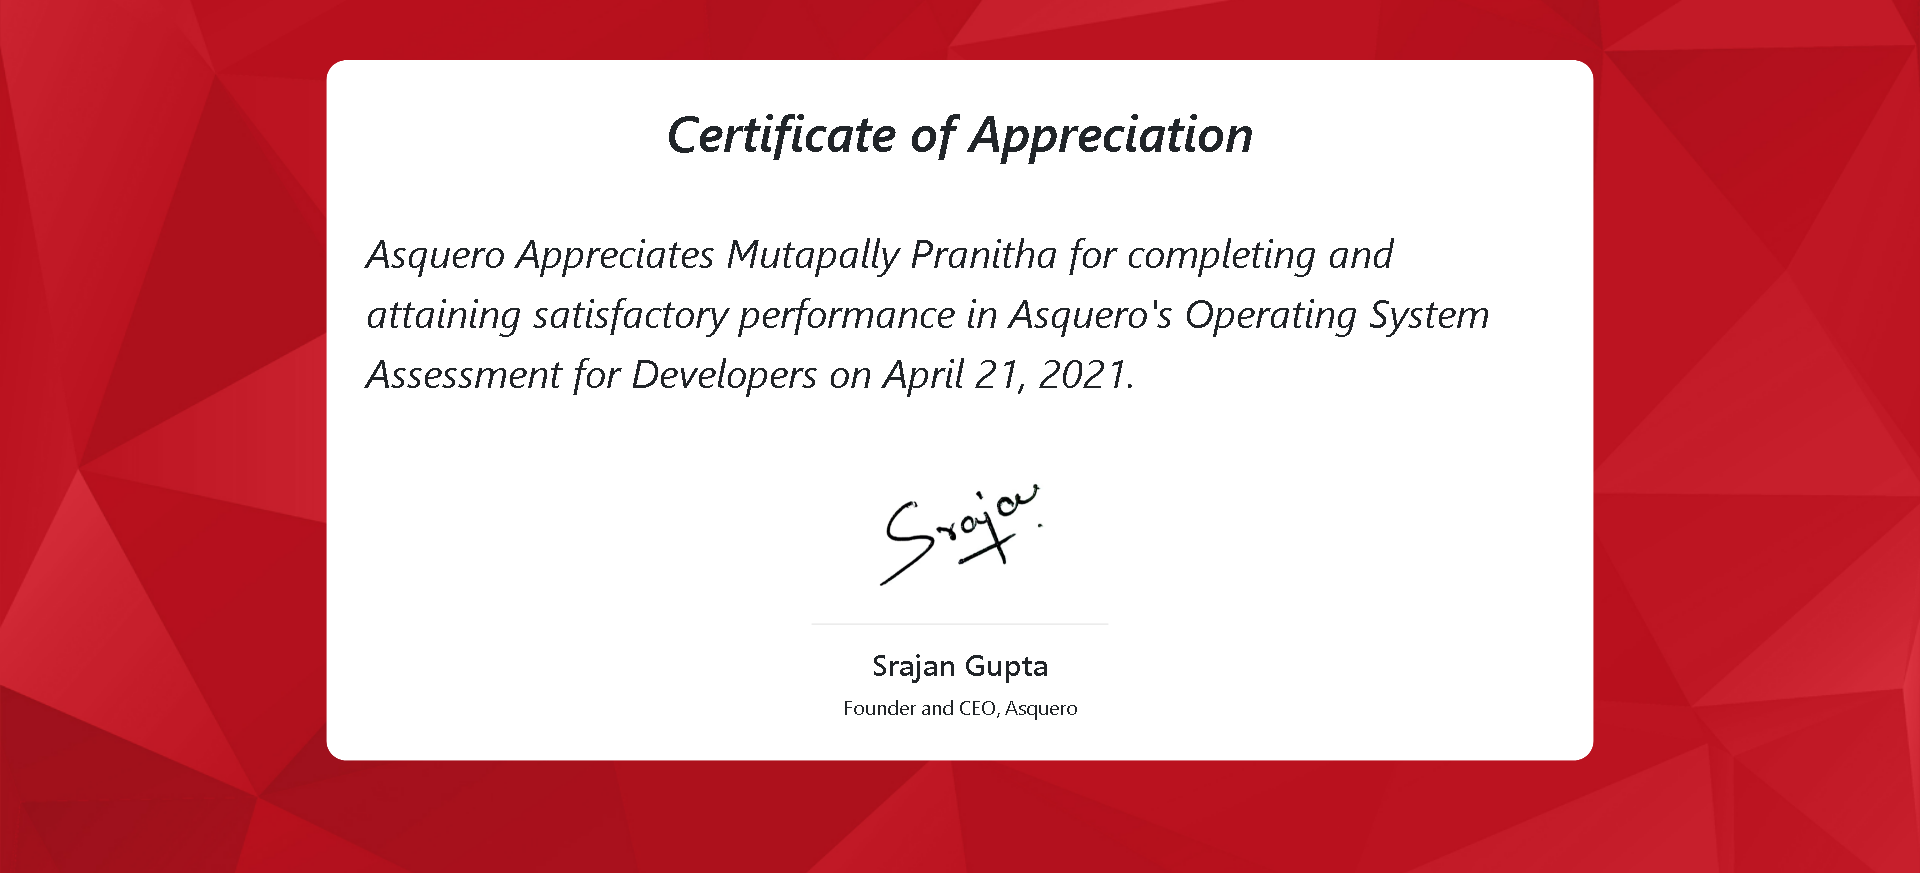 Certificate of Appreciation
Asquero Appreciates Mutapally Pranitha for completing and
attaining satisfactory performance in Asquero's Operating System
Assessment for Developers on April 21, 2021.
Srajan
Srajan Gupta
Founder and CEO, Asquero